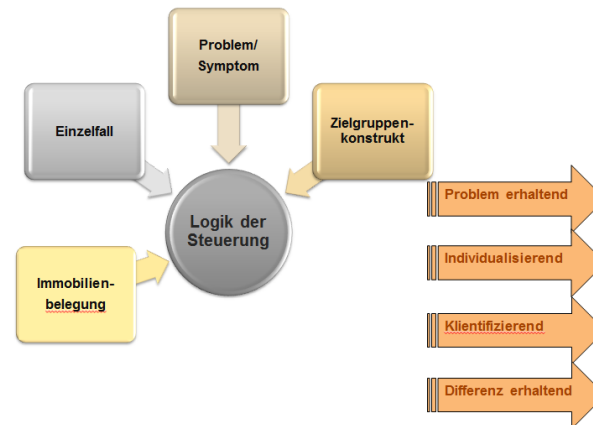 Problem/
Symptom
Einzelfall
Zielgruppen-
konstrukt
Logik der
Steuerung
Immobilien-
belegung
Problem erhaltend
Individualisierend
Klientifizierend
Differenz erhaltend